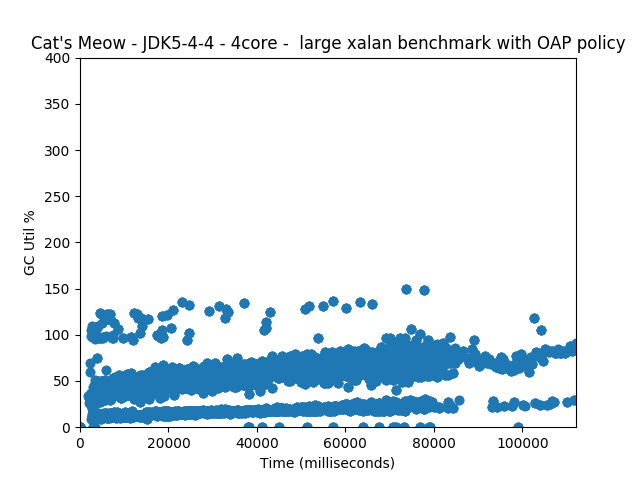 Cat's Meow - JDK5-4-4 - 4core -  large xalan benchmark with OAP policy
400
350
300
250
200
150
100
50
0
GC Util %
0 20000 40000 60000 80000 100000
Time (milliseconds)